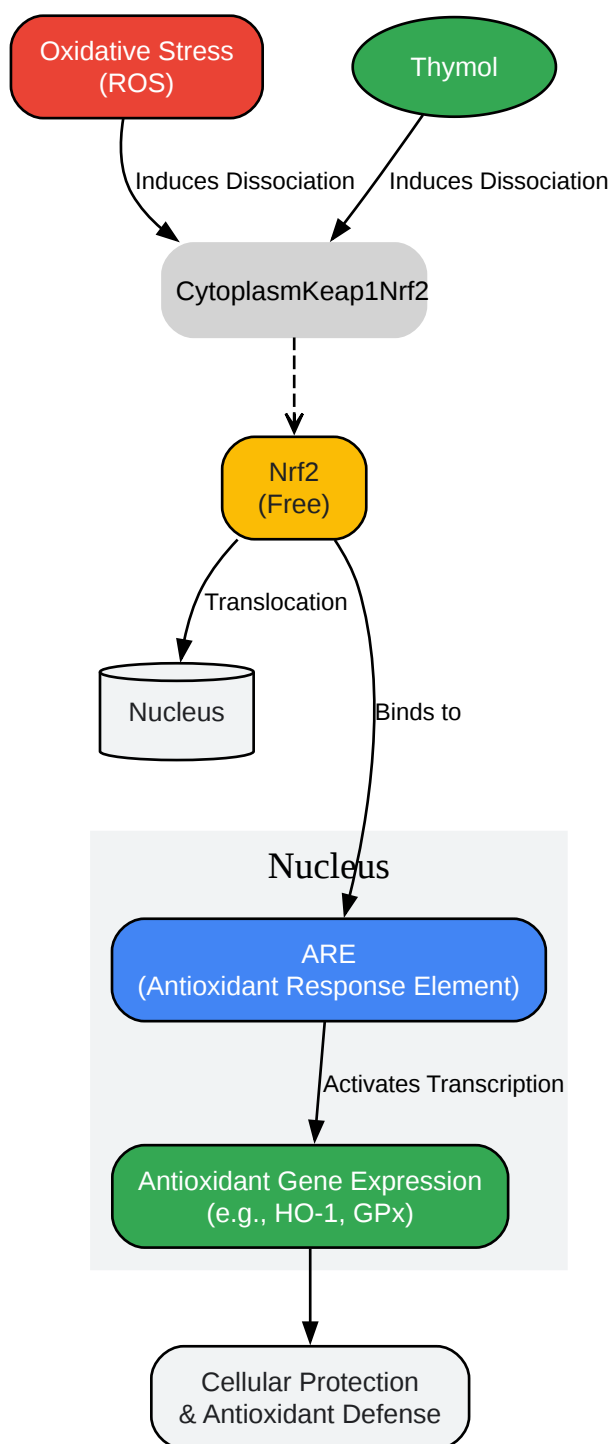 Oxidative Stress
(ROS)
Thymol
Induces Dissociation
Induces Dissociation
CytoplasmKeap1Nrf2
Nrf2
(Free)
Translocation
Nucleus
Binds to
Nucleus
ARE
(Antioxidant Response Element)
Activates Transcription
Antioxidant Gene Expression
(e.g., HO-1, GPx)
Cellular Protection
& Antioxidant Defense